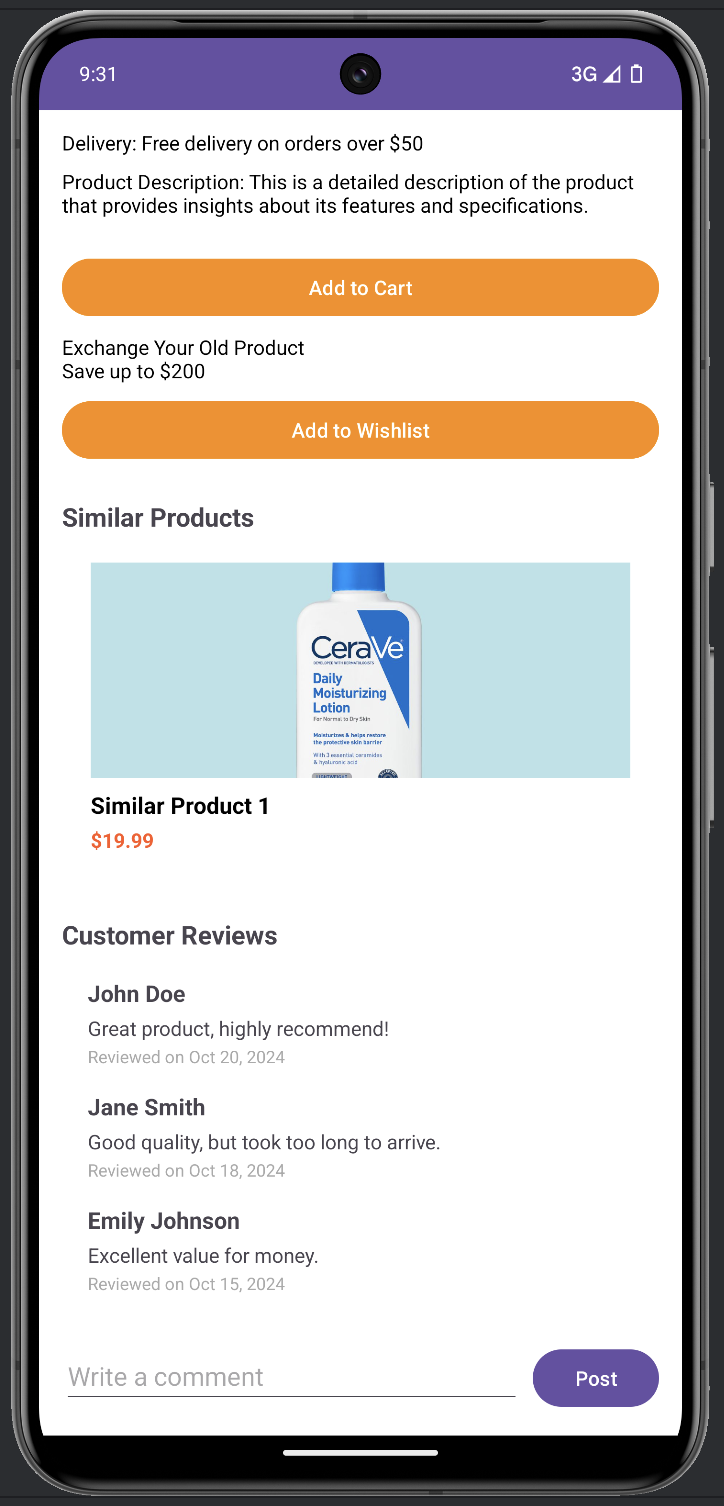 9:31
3G
Delivery: Free delivery on orders over $50
Product Description: This is a detailed description of the product
that provides insights about its features and specifications.
Add to Cart
Exchange Your Old Product
Save up to $200
Add to Wishlist
Similar Products
CeraVe
DEVELOPED WITH DERMATOLOGISTS
Daily
Moisturizing
Lotion
For Normal to Dry Skin
Moisturizes & helps restore
the protective skin barrier
With 3 essential ceramides
& hyaluronic acid
LIGHTWEIGHT
Similar Product 1
$19.99
Customer Reviews
John Doe
Great product, highly recommend!
Reviewed on Oct 20, 2024
Jane Smith
Good quality, but took too long to arrive.
Reviewed on Oct 18, 2024
Emily Johnson
Excellent value for money.
Reviewed on Oct 15, 2024
Write a comment
Post